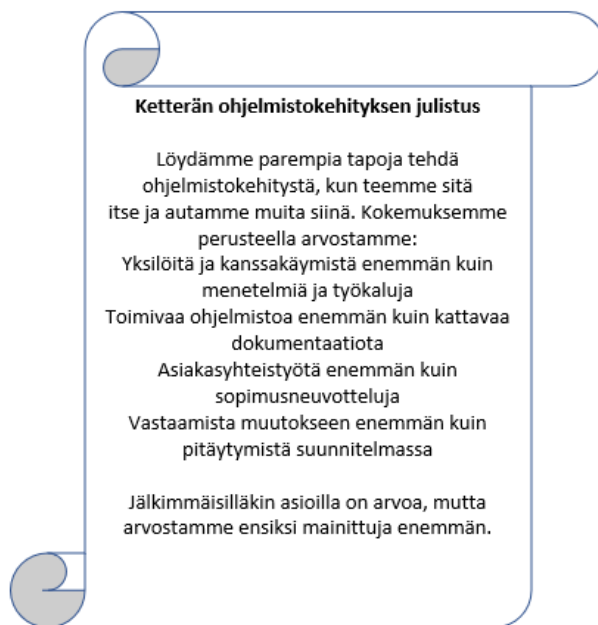 Ketterän ohjelmistokehityksen julistus
Löydämme parempia tapoja tehdä
ohjelmistokehitystä, kun teemme sitä
itse ja autamme muita siinä. Kokemuksemme
perusteella arvostamme:
Yksilöitä ja kanssakäymistä enemmän kuin
menetelmiä ja työkaluja
Toimivaa ohjelmistoa enemmän kuin kattavaa
dokumentaatiota
Asiakasyhteistyötä enemmän kuin
sopimusneuvotteluja
Vastaamista muutokseen enemmän kuin
pitäytymistä suunnitelmassa
Jälkimmäisilläkin asioilla on arvoa, mutta
arvostamme ensiksi mainittuja enemmän.